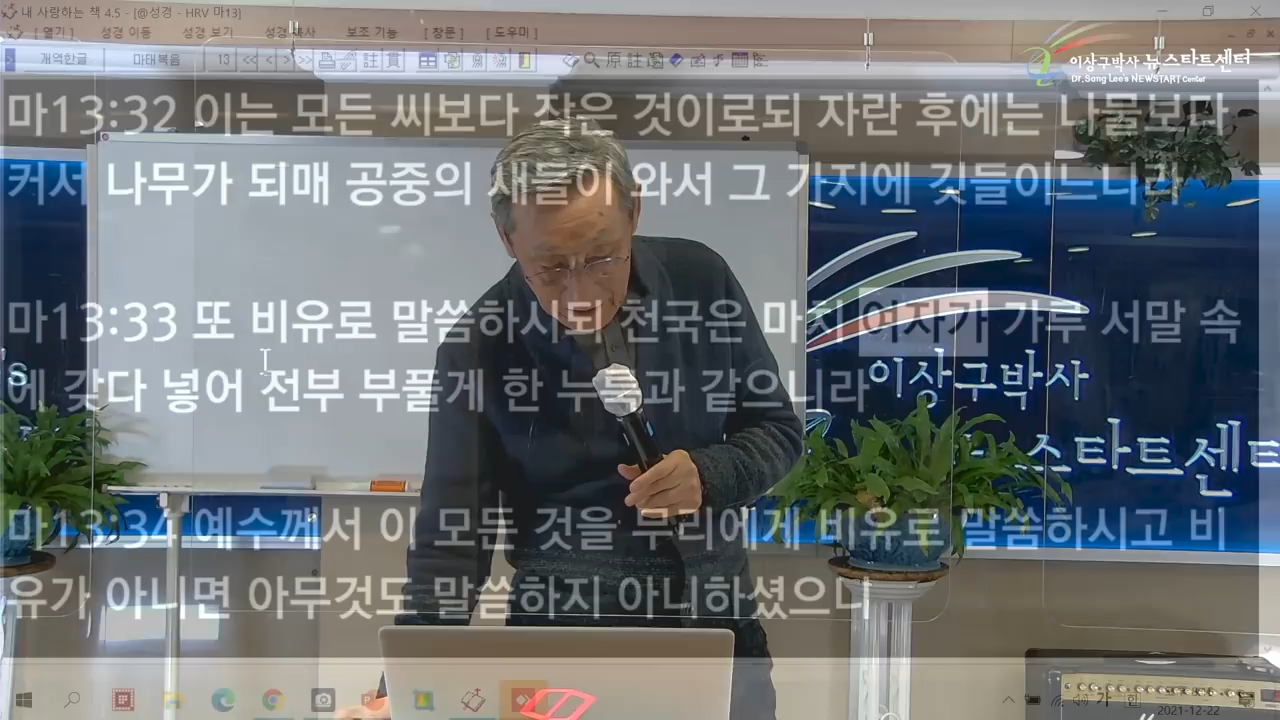 내 사랑하는 책 4.5 - [@성경 - HRV 마13]
[ 열기 ] 성경 이동 성경 보기 성경 복사 보조 기능 [ 창문 ] [ 도우미 ]
개역한글 마태복음 13
이상구박사 뉴스타트센터
Dr. Sang Lee's NEWSTART Center
마13:32 이는 모든 씨보다 작은 것이로되 자란 후에는 나물보다
커서 나무가 되매 공중의 새들이 와서 그 가지에 깃들이느니라
마13:33 또 비유로 말씀하시되 천국은 마치 여자가 가루 서말 속
에 갖다 넣어 전부 부풀게 한 누룩과 같으니라
이상구박사
스타트센터
마13:34 예수께서 이 모든 것을 무리에게 비유로 말씀하시고 비
유가 아니면 아무것도 말씀하지 아니하셨으니
's
2021-12-22